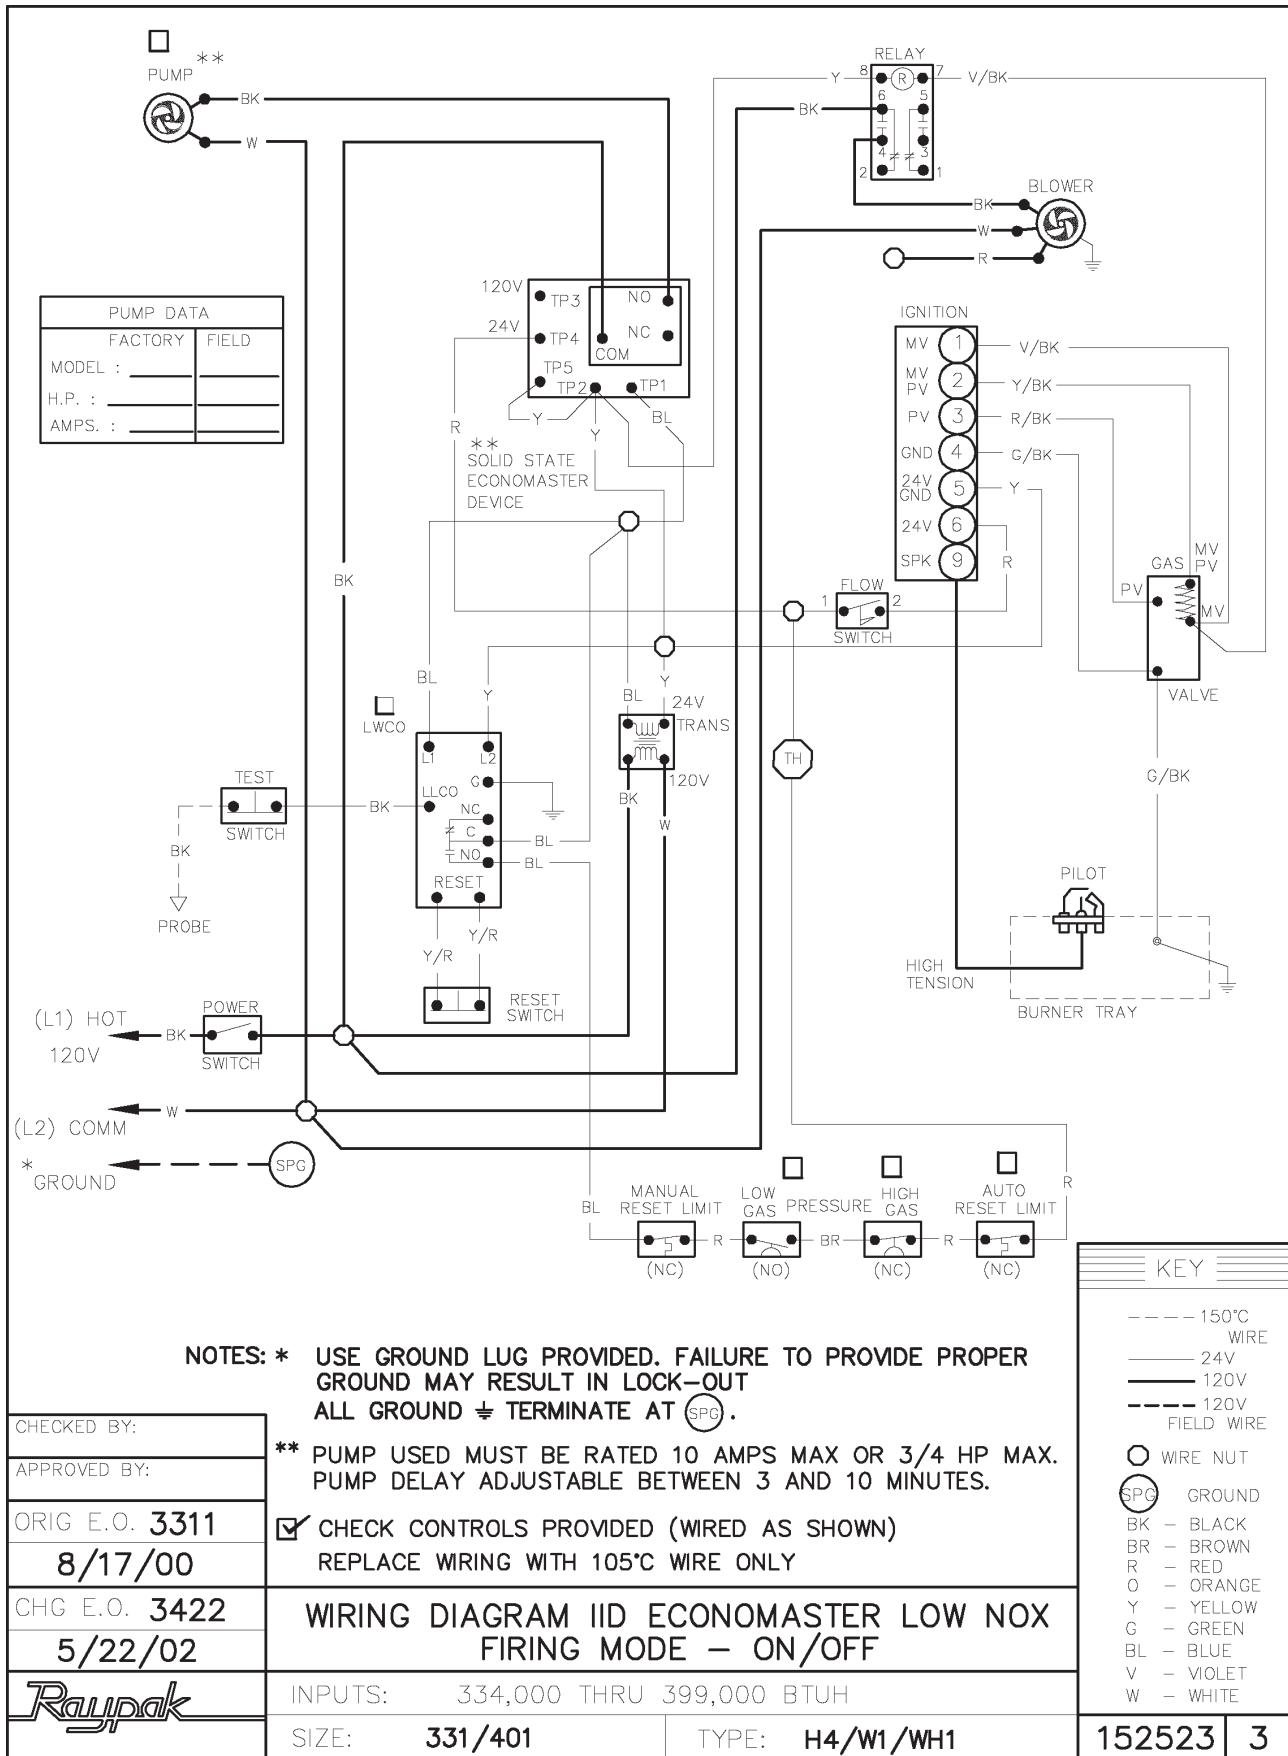 * *
PUMP
BK
W
RELAY
8
R
7
Y
V/BK
6
5
BK
4
3
2
1
BLOWER
BK
W
R
PUMP DATA
FACTORY
FIELD
MODEL :
H.P. :
AMPS. :
120V
TP3
NO
24V
TP4
NC
COM
TP5
TP2
TP1
Y
BL
R
Y
**
SOLID STATE
ECONOMASTER
DEVICE
IGNITION
MV
1
V/BK
MV
PV
2
Y/BK
PV
3
R/BK
GND
4
G/BK
24V
GND
5
Y
24V
6
R
SPK
9
GAS
MV
PV
PV
MV
VALVE
FLOW
1
2
SWITCH
BK
BL
Y
BL
Y
24V
TRANS
120V
BK
W
LWCO
L1
L2
G
LLCO
NC
C
NO
BL
BL
RESET
Y/R
Y/R
RESET
SWITCH
TEST
SWITCH
BK
BK
PROBE
TH
G/BK
PILOT
HIGH
TENSION
BURNER TRAY
(L1) HOT
120V
BK
POWER
SWITCH
(L2) COMM
W
*
GROUND
SPG
BL
MANUAL
RESET LIMIT
(NC)
R
LOW
GAS
PRESSURE
(NO)
BR
HIGH
GAS
(NC)
R
AUTO
RESET LIMIT
(NC)
R
KEY
150°C
WIRE
24V
120V
120V
FIELD WIRE
WIRE NUT
SPG
GROUND
BK – BLACK
BR – BROWN
R – RED
O – ORANGE
Y – YELLOW
G – GREEN
BL – BLUE
V – VIOLET
W – WHITE
NOTES: * USE GROUND LUG PROVIDED. FAILURE TO PROVIDE PROPER
GROUND MAY RESULT IN LOCK-OUT
ALL GROUND TERMINATE AT SPG.
** PUMP USED MUST BE RATED 10 AMPS MAX OR 3/4 HP MAX.
PUMP DELAY ADJUSTABLE BETWEEN 3 AND 10 MINUTES.
CHECK CONTROLS PROVIDED (WIRED AS SHOWN)
REPLACE WIRING WITH 105°C WIRE ONLY
CHECKED BY:
APPROVED BY:
ORIG E.O. 3311
8/17/00
CHG E.O. 3422
5/22/02
Raypak
WIRING DIAGRAM IID ECONOMASTER LOW NOX
FIRING MODE – ON/OFF
INPUTS: 334,000 THRU 399,000 BTUH
SIZE: 331/401
TYPE: H4/W1/WH1
152523
3